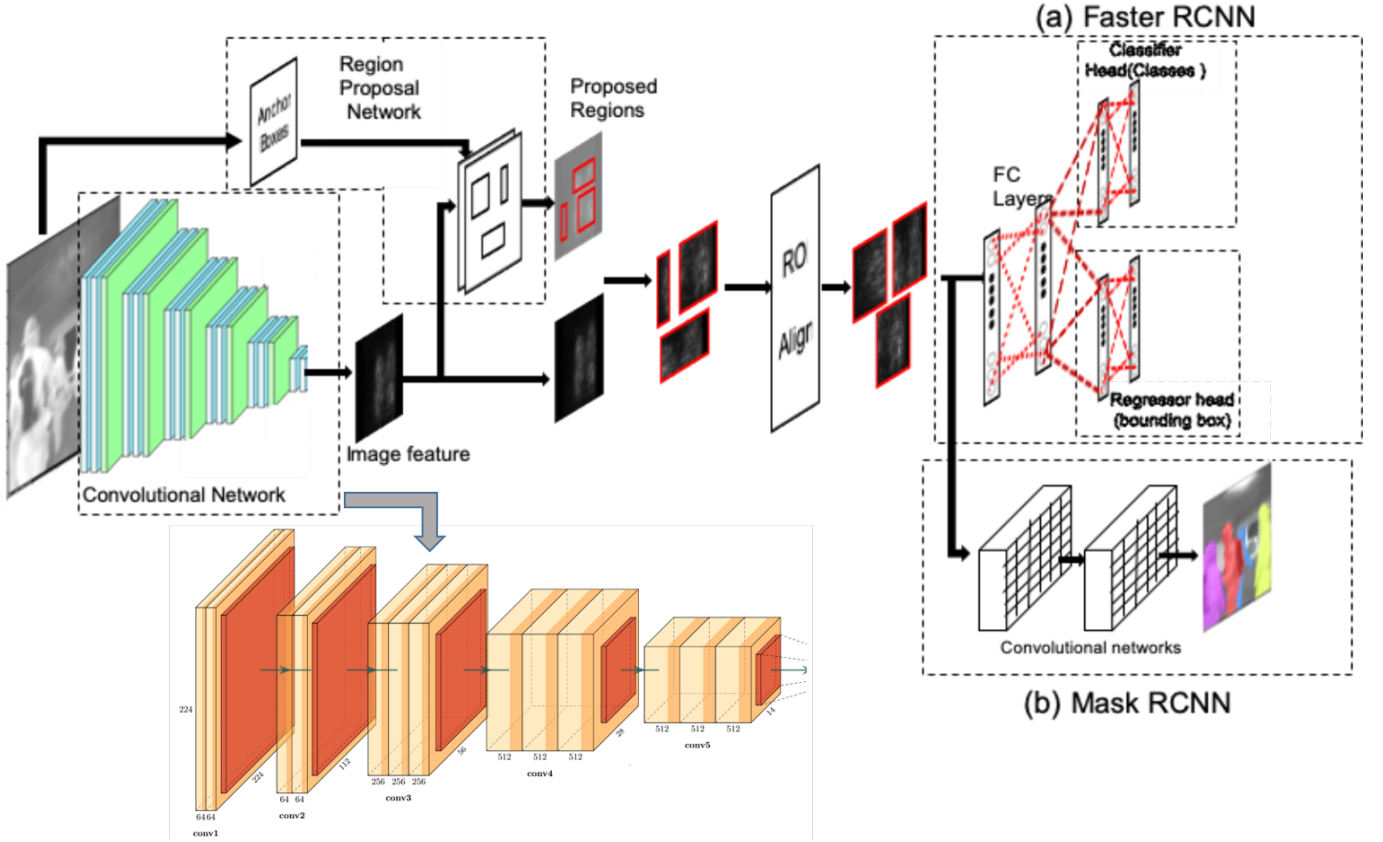 (a) Faster RCNN
Classifier
Head(Classes )
Region
Proposal
Network
Anchor
Boxes
Proposed
Regions
FC
Layers
RO
Align
Regressor head
(bounding box)
Image feature
Convolutional Network
Convolutional networks
(b) Mask RCNN
224
224
64 64
conv1
112
64 64
conv2
56
256 256 256
conv3
28
512 512 512
conv4
14
512 512 512
conv5